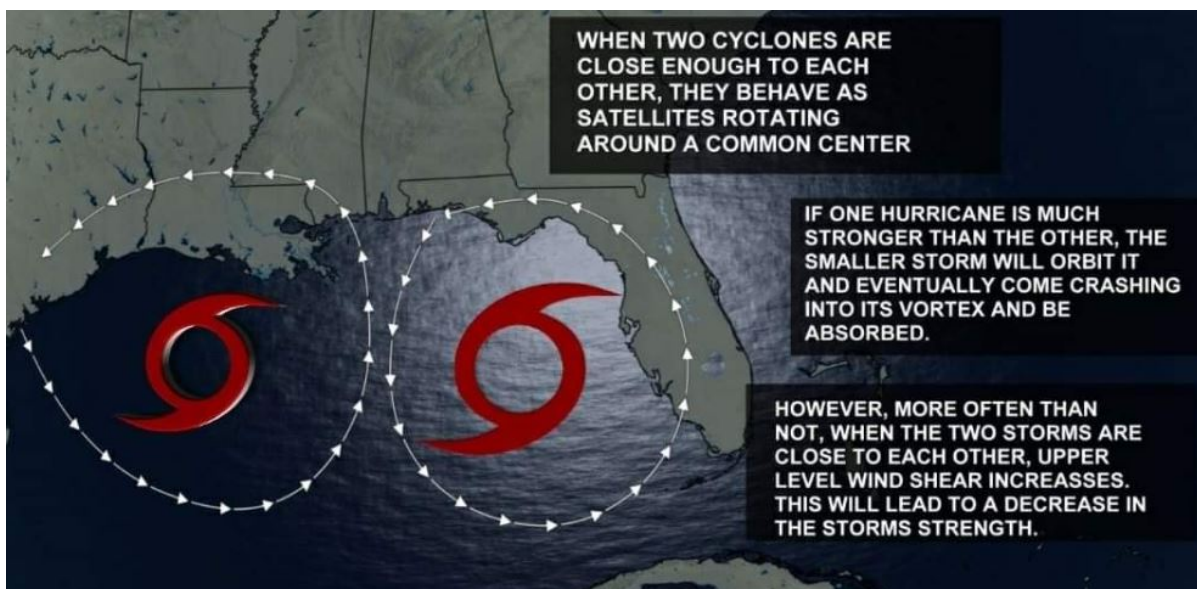 WHEN TWO CYCLONES ARE
CLOSE ENOUGH TO EACH
OTHER, THEY BEHAVE AS
SATELLITES ROTATING
AROUND A COMMON CENTER
IF ONE HURRICANE IS MUCH
STRONGER THAN THE OTHER, THE
SMALLER STORM WILL ORBIT IT
AND EVENTUALLY COME CRASHING
INTO ITS VORTEX AND BE
ABSORBED.
HOWEVER, MORE OFTEN THAN
NOT, WHEN THE TWO STORMS ARE
CLOSE TO EACH OTHER, UPPER
LEVEL WIND SHEAR INCREASSES.
THIS WILL LEAD TO A DECREASE IN
THE STORMS STRENGTH.